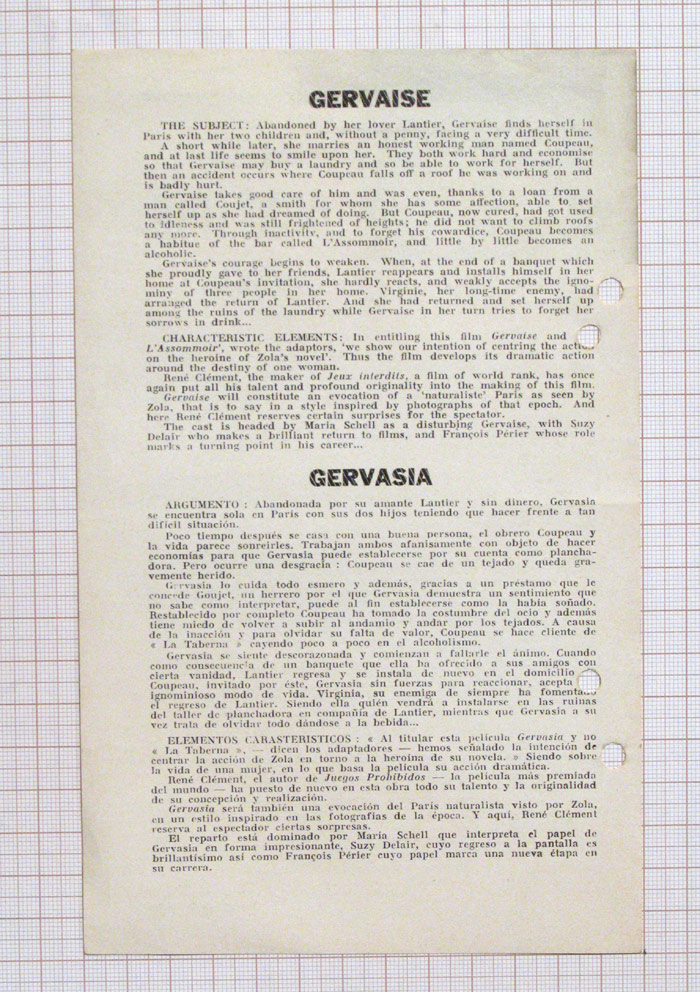 GERVAISE
THE SUBJECT: Abandoned by her lover Lantier, Gervaise finds herself in
Paris with her two children and, without a penny, facing a very difficult time.
A short while later, she marries an honest working man named Coupeau,
and at last life seems to smile upon her. They both work hard and economise
so that Gervaise may buy a laundry and so be able to work for herself. But
then an accident occurs where Coupeau falls off a roof he was working on and
is badly hurt.
Gervaise takes good care of him and was even, thanks to a loan from a
man called Coujet, a smith for whom she has some affection, able to set
herself up as she had dreamed of doing. But Coupeau, now cured, had got used
to idleness and was still frightened of heights; he did not want to climb roofs
any more. Through inactivity, and to forget his cowardice, Coupeau becomes
a habitue of the bar called L'Assommoir, and little by little becomes an
alcoholic.
Gervaise's courage begins to weaken. When, at the end of a banquet which
she proudly gave to her friends, Lantier reappears and installs himself in her
home at Coupeau's invitation, she hardly reacts, and weakly accepts the igno-
miny of three people in her home. Virginie, her long-time enemy, had
arranged the return of Lantier. And she had returned and set herself up
among the ruins of the laundry while Gervaise in her turn tries to forget her
sorrows in drink...
CHARACTERISTIC ELEMENTS: In entitling this film Gervaise and
L'Assommoir', wrote the adaptors, 'we show our intention of centring the action
on the heroine of Zola's novel'. Thus the film develops its dramatic action
around the destiny of one woman.
René Clément, the maker of Jeux interdits, a film of world rank, has once
again put all his talent and profound originality into the making of this film.
Gervaise will constitute an evocation of a 'naturaliste' Paris as seen by
Zola, that is to say in a style inspired by photographs of that epoch. And
here René Clément reserves certain surprises for the spectator.
The cast is headed by Maria Schell as a disturbing Gervaise, with Suzy
Delair who makes a brilliant return to films, and François Périer whose role
marks a turning point in his career...
GERVASIA
ARGUMENTO : Abandonada por su amante Lantier y sin dinero, Gervasia
se encuentra sola en Paris con sus dos hijos teniendo que hacer frente a tan
dificil situación.
Poco tiempo después se casa con una buena persona, el obrero Coupeau y
la vida parece sonreirles. Trabajan ambos afanisamente con objeto de hacer
economías para que Gervasia puede establecerse por su cuenta como plancha-
dora. Pero ocurre una desgracia : Coupeau se cae de un tejado y queda gra-
vemente herido.
Gervasia lo cuida todo esmero y además, gracias a un préstamo que le
concede Goujet, un herrero por el que Gervasia demuestra un sentimiento que
no sabe como interpretar, puede al fin establecerse como la había soñado.
Restablecido por completo Coupeau ha tomado la costumbre del ocio y además
tiene miedo de volver a subir al andamio y andar por los tejados. A causa
de la inacción y para olvidar su falta de valor, Coupeau se hace cliente de
« La Taberna » cayendo poco a poco en el alcoholismo.
Gervasia se siente descorazonada y comienzan a faltarle el ánimo. Cuando
como consecuencia de un banquete que ella ha ofrecido a sus amigos con
cierta vanidad, Lantier regresa y se instala de nuevo en el domicilio
Coupeau, invitado por éste, Gervasia sin fuerzas para reaccionar, acepta
ignominioso modo de vida. Virginia, su enemiga de siempre ha fomentado
el regreso de Lantier. Siendo ella quién vendrá a instalarse en las ruinas
del taller de planchadora en compañía de Lantier, mientras que Gervasia a su
vez trata de olvidar todo dándose a la bebida...
ELEMENTOS CARASTERISTICOS : « Al titular esta película Gervasia y no
« La Taberna », — dicen los adaptadores — hemos señalado la intención de
centrar la acción de Zola en torno a la heroína de su novela. » Siendo sobre
la vida de una mujer, en lo que basa la película su acción dramática.
René Clément, el autor de Juegos Prohibidos — la película más premiada
del mundo — ha puesto de nuevo en esta obra todo su talento y la originalidad
de su concepción y realización.
Gervasia será también una evocación del París naturalista visto por Zola,
en un estilo inspirado en las fotografías de la época. Y aquí, René Clément
reserva al espectador ciertas sorpresas.
El reparto está dominado por Maria Schell que interpreta el papel de
Gervasia en forma impresionante, Suzy Delair, cuyo regreso a la pantalla es
brillantísimo así como François Périer cuyo papel marca una nueva étapa en
su carrera.